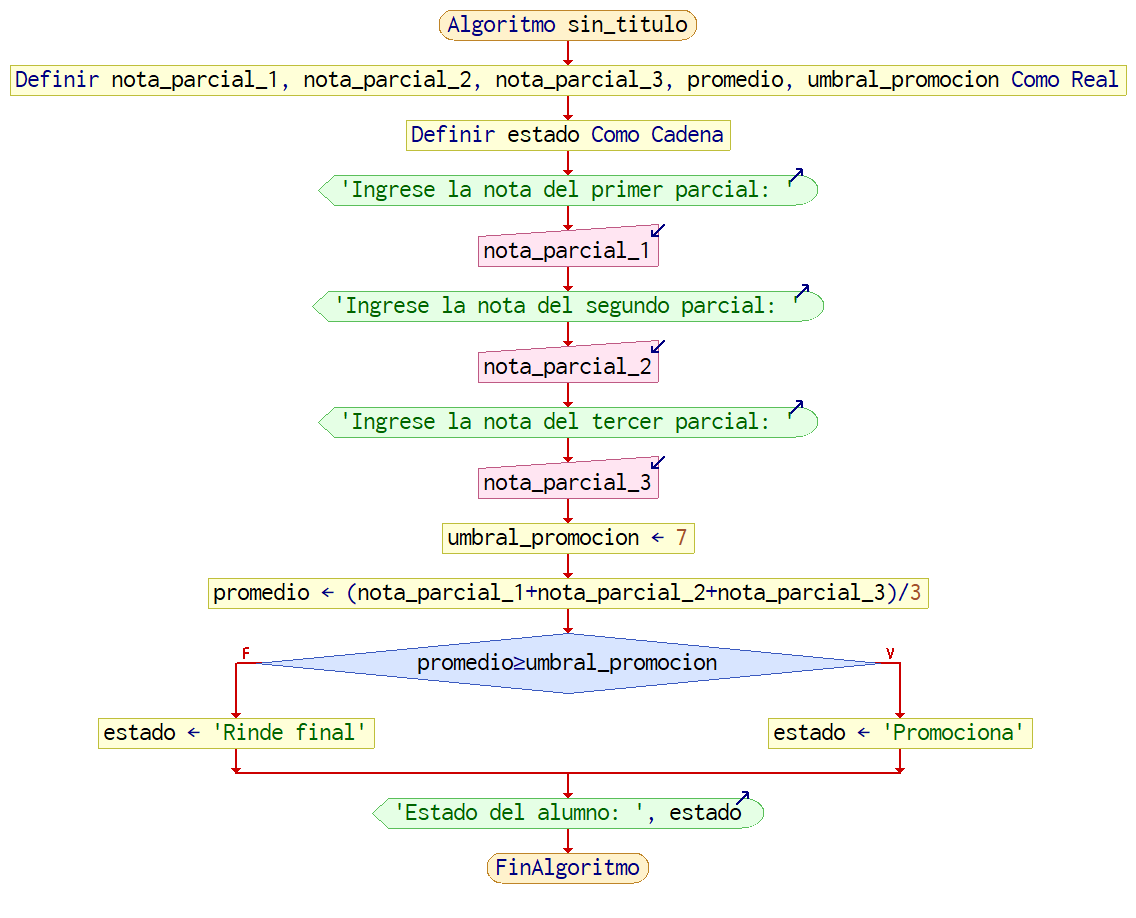 Algoritmo sin_titulo
Definir nota_parcial_1, nota_parcial_2, nota_parcial_3, promedio, umbral_promocion Como Real
Definir estado Como Cadena
'Ingrese la nota del primer parcial: '
nota_parcial_1
'Ingrese la nota del segundo parcial: '
nota_parcial_2
'Ingrese la nota del tercer parcial: '
nota_parcial_3
umbral_promocion ← 7
promedio ← (nota_parcial_1+nota_parcial_2+nota_parcial_3)/3
F
promedio≥umbral_promocion
V
estado ← 'Rinde final'
estado ← 'Promociona'
'Estado del alumno: ', estado
FinAlgoritmo